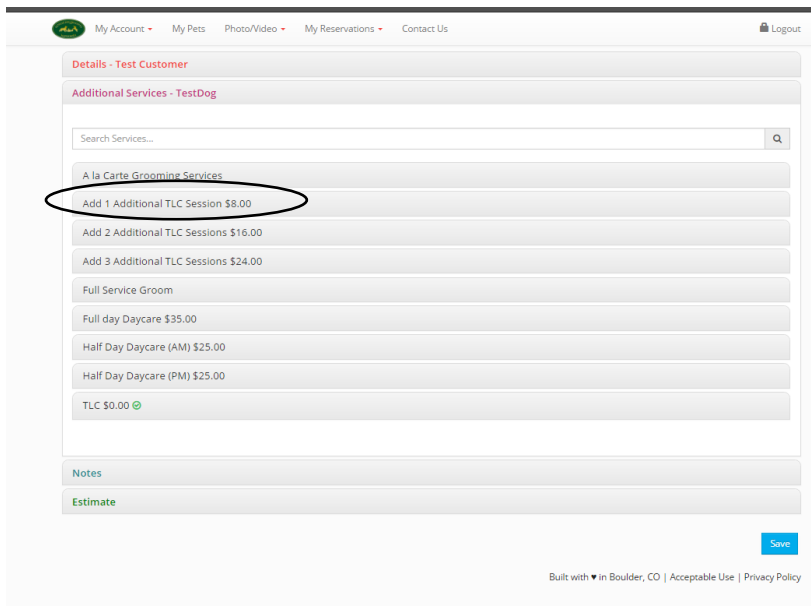 My Account My Pets Photo/Video My Reservations Contact Us Logout
Details - Test Customer
Additional Services - TestDog
Search Services...
A la Carte Grooming Services
Add 1 Additional TLC Session $8.00
Add 2 Additional TLC Sessions $16.00
Add 3 Additional TLC Sessions $24.00
Full Service Groom
Full day Daycare $35.00
Half Day Daycare (AM) $25.00
Half Day Daycare (PM) $25.00
TLC $0.00
Notes
Estimate
Save
Built with ♥ in Boulder, CO | Acceptable Use | Privacy Policy